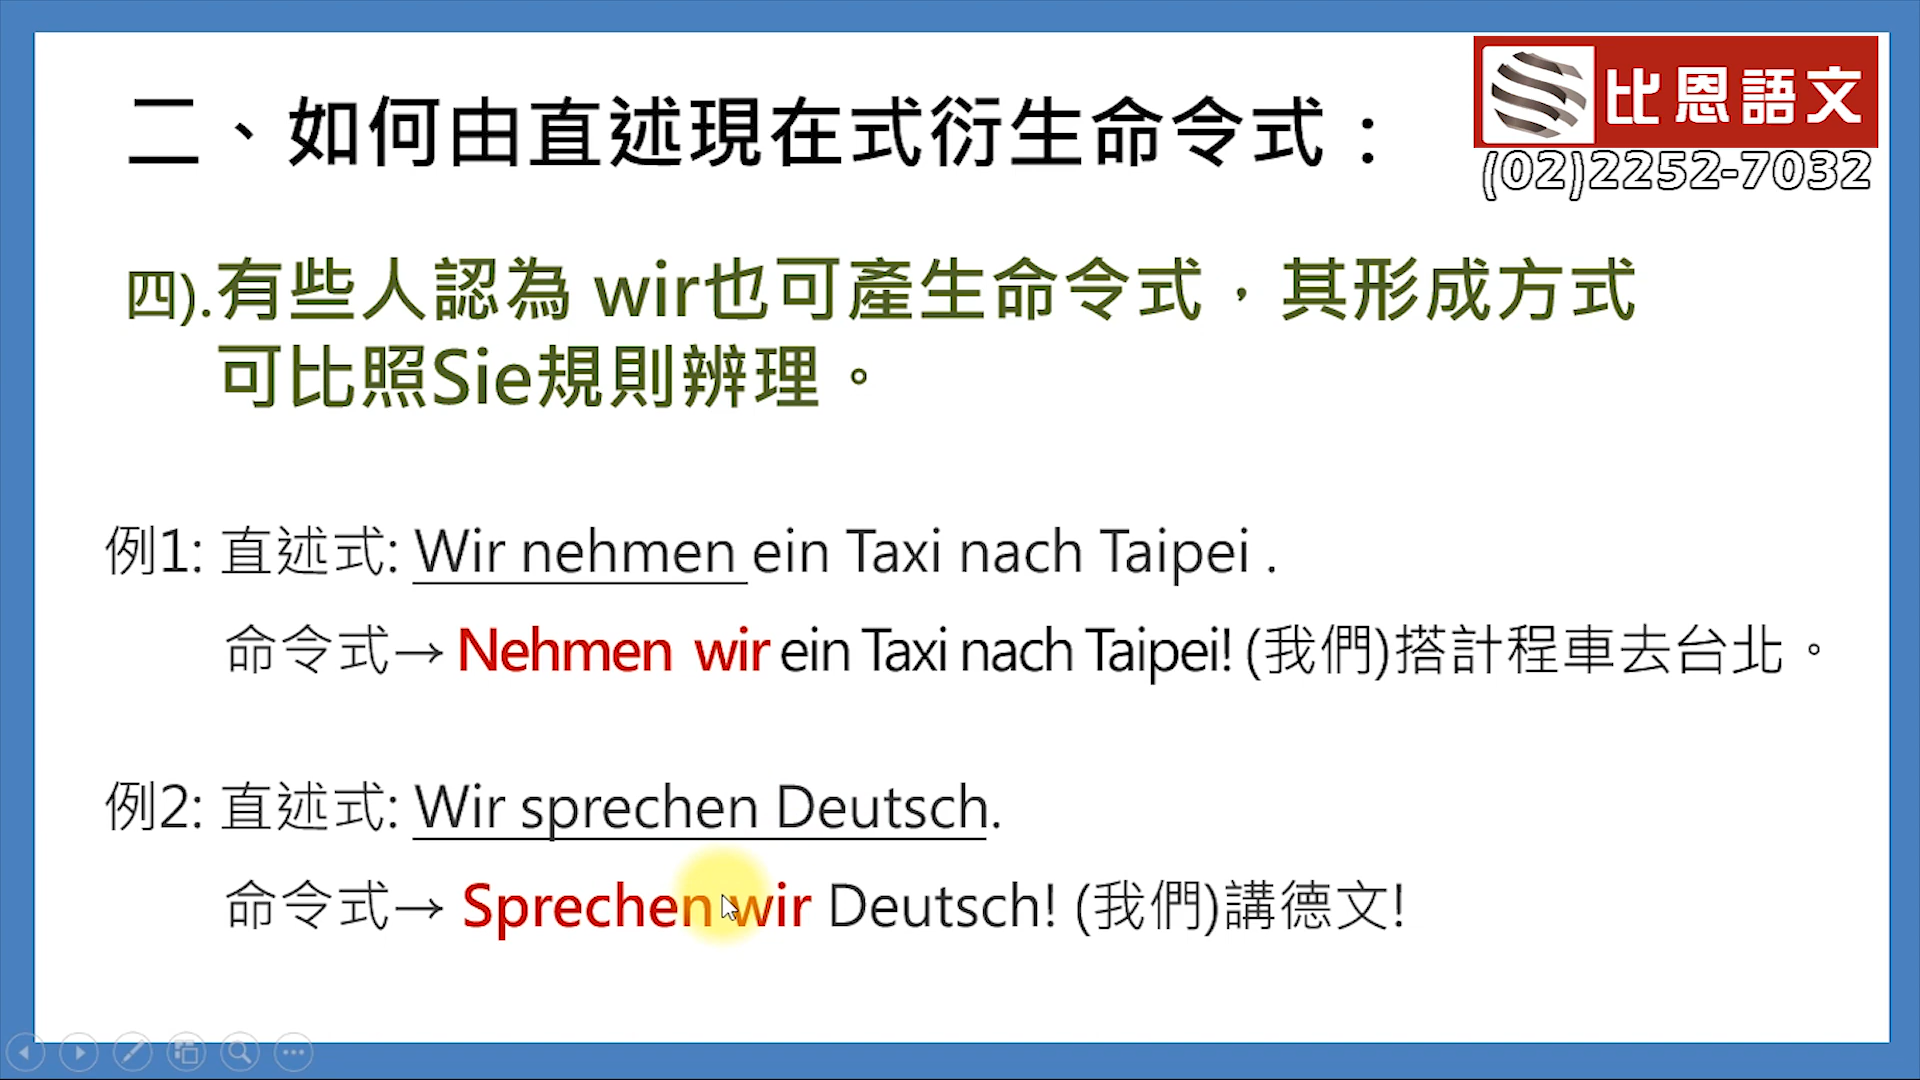 比恩語文
(02)2252-7032
二、如何由直述現在式衍生命令式：
四).有些人認為 wir也可產生命令式，其形成方式
可比照Sie規則辨理。
例1: 直述式: Wir nehmen ein Taxi nach Taipei .
命令式→ Nehmen wir ein Taxi nach Taipei! (我們)搭計程車去台北。
例2: 直述式: Wir sprechen Deutsch.
命令式→ Sprechen wir Deutsch! (我們)講德文!